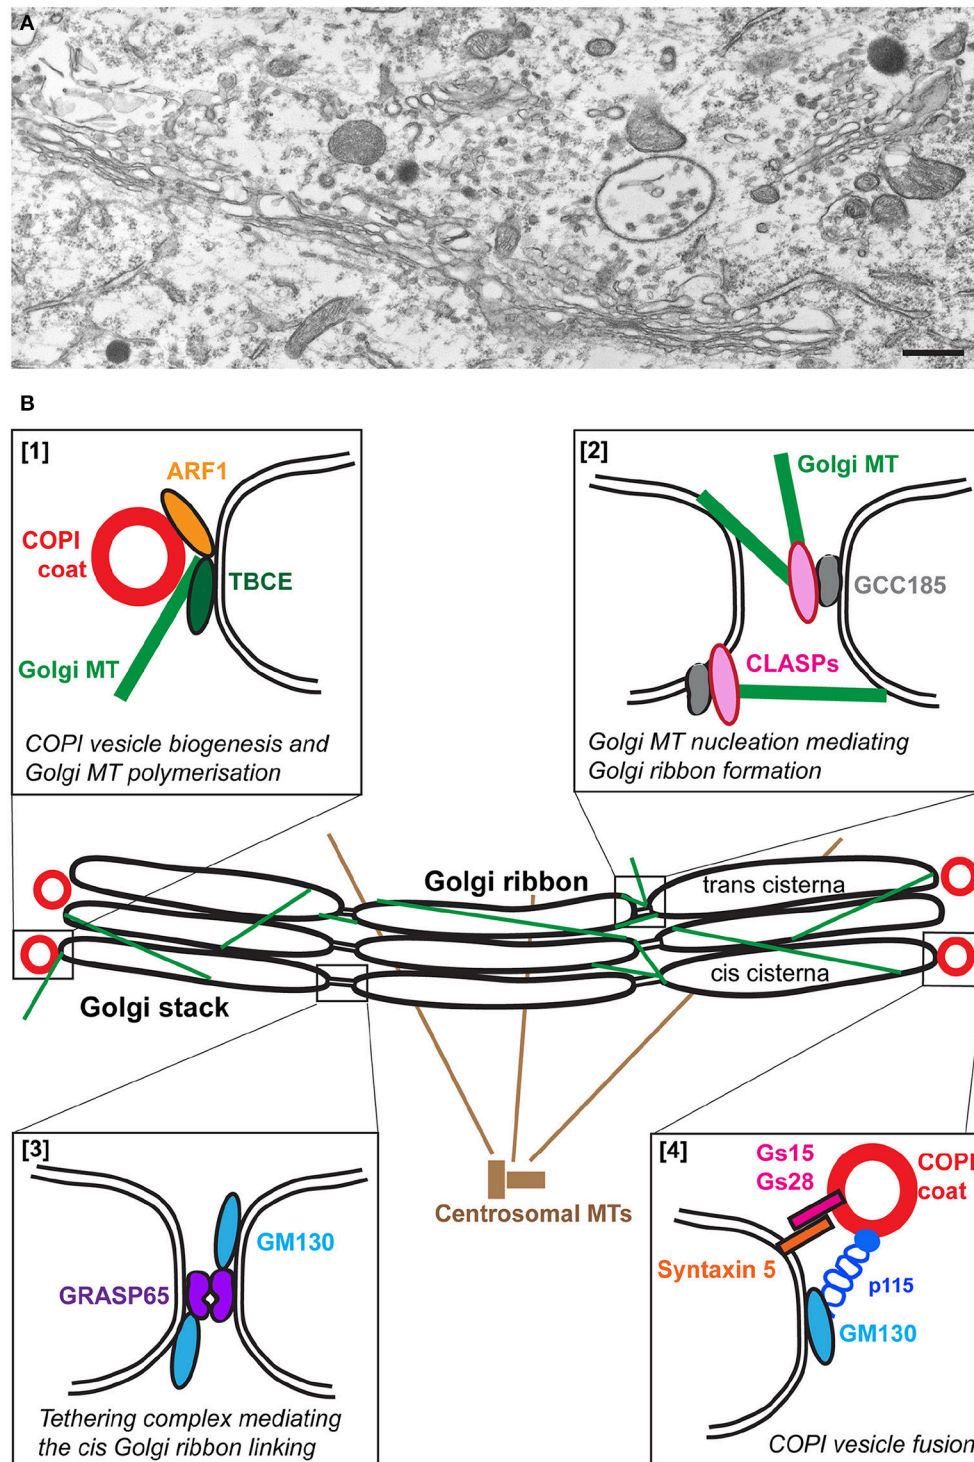 A
B
[1]
ARF1
COPI
coat
TBCE
Golgi MT
COPI vesicle biogenesis and
Golgi MT polymerisation
[2]
Golgi MT
GCC185
CLASPs
Golgi MT nucleation mediating
Golgi ribbon formation
Golgi ribbon
trans cisterna
cis cisterna
Golgi stack
Centrosomal MTs
[3]
GM130
GRASP65
Tethering complex mediating
the cis Golgi ribbon linking
[4]
Gs15
Gs28
COPI
coat
Syntaxin 5
p115
GM130
COPI vesicle fusion